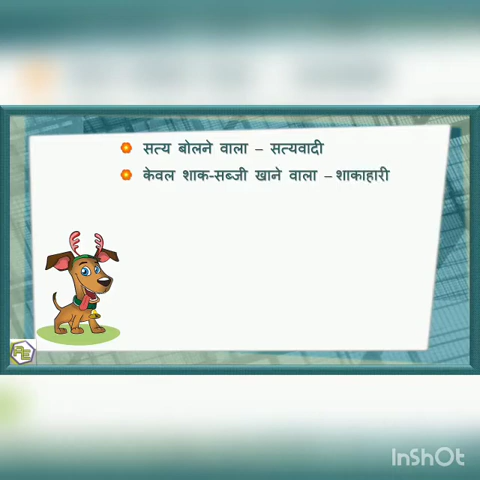 सत्य बोलने वाला – सत्यवादी
केवल शाक-सब्जी खाने वाला – शाकाहारी
InShOt